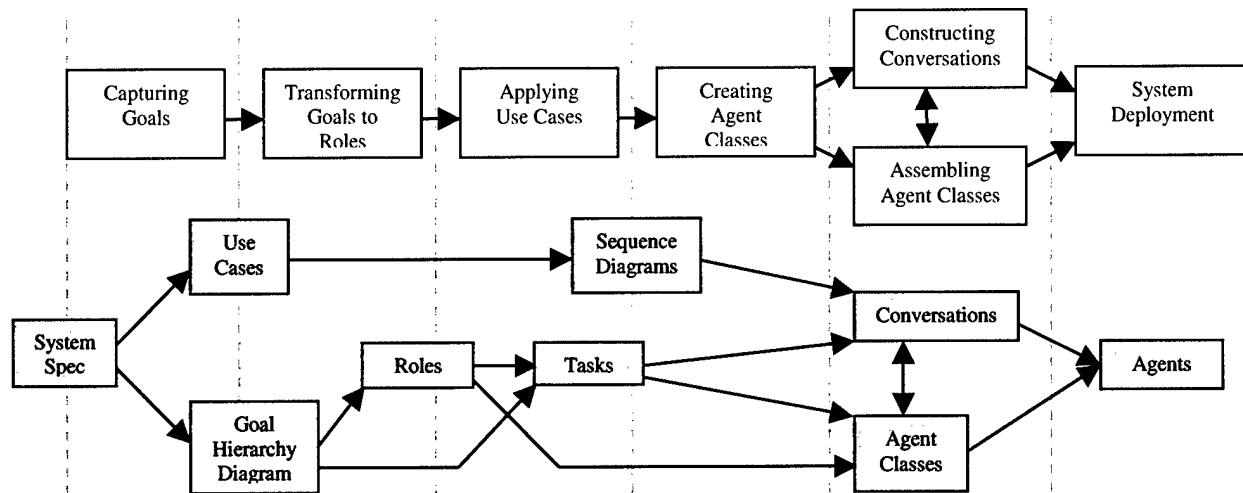 Capturing
Goals
Transforming
Goals to
Roles
Applying
Use Cases
Creating
Agent
Classes
Constructing
Conversations
Assembling
Agent Classes
System
Deployment
Use
Cases
Sequence
Diagrams
System
Spec
Roles
Tasks
Conversations
Agents
Goal
Hierarchy
Diagram
Agent
Classes